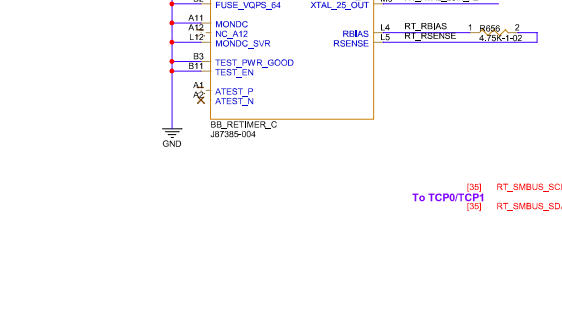 FUSE_VQPS_64
XTAL_25_OUT
A11 MONDC
A12 NC_A12
L12 MONDC_SVR
RBIAS L4 RT_RBIAS 1 R656 2
RSENSE L5 RT_RSENSE 4.75K-1-02
B3 TEST_PWR_GOOD
B11 TEST_EN
A1 ATEST_P
A2 ATEST_N
BB_RETIMER_C
J87385-004
GND
[35] RT_SMBUS_SC
To TCP0/TCP1
[35] RT_SMBUS_SD